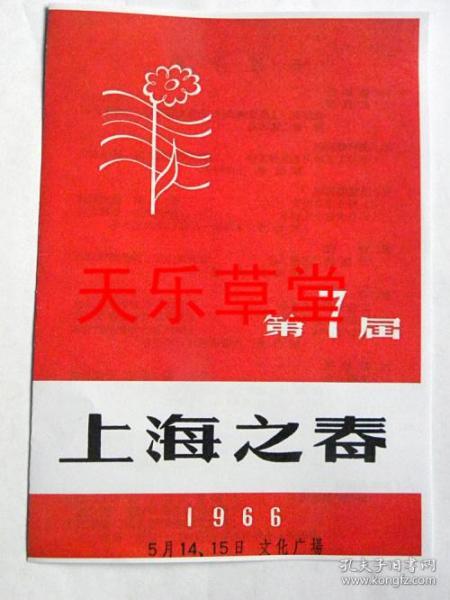 天乐草堂
第7届
上海之春
1966
5月14、15日 文化广场
孔夫子旧书网
www.kongfz.com